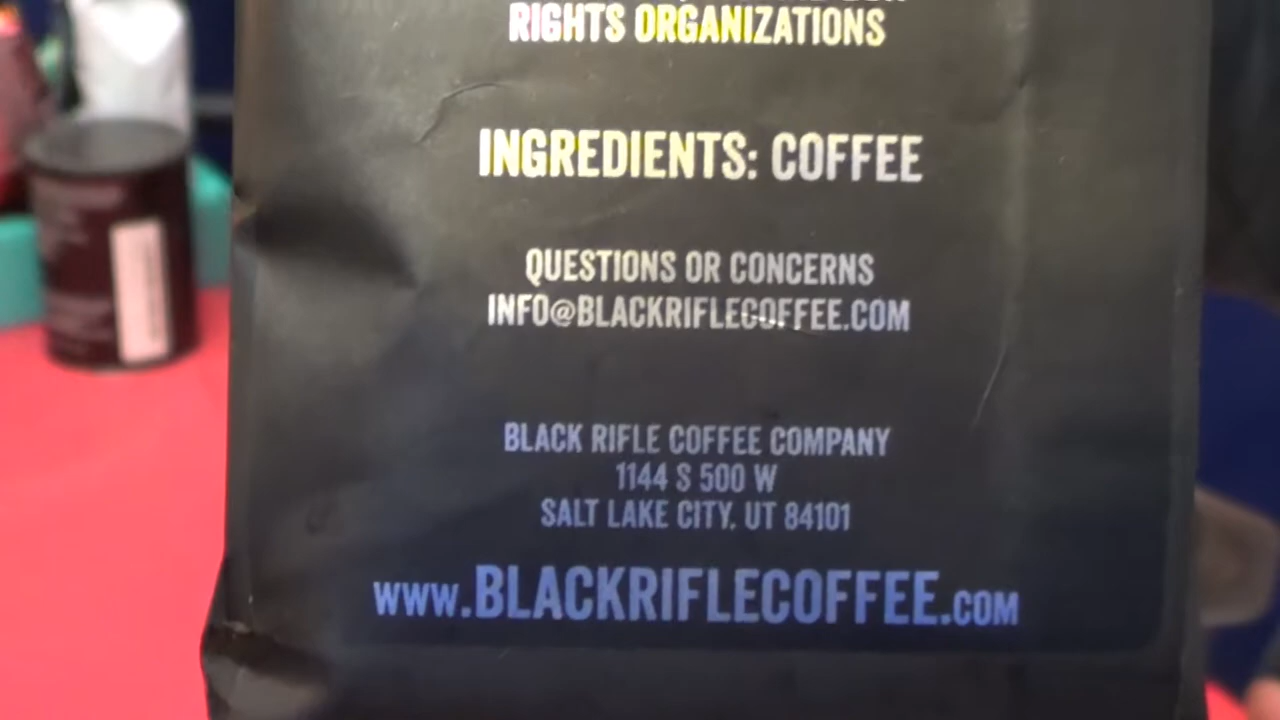 RIGHTS ORGANIZATIONS
INGREDIENTS: COFFEE
QUESTIONS OR CONCERNS
INFO@BLACKRIFLECOFFEE.COM
BLACK RIFLE COFFEE COMPANY
1144 S 500 W
SALT LAKE CITY, UT 84101
WWW.BLACKRIFLECOFFEE.COM